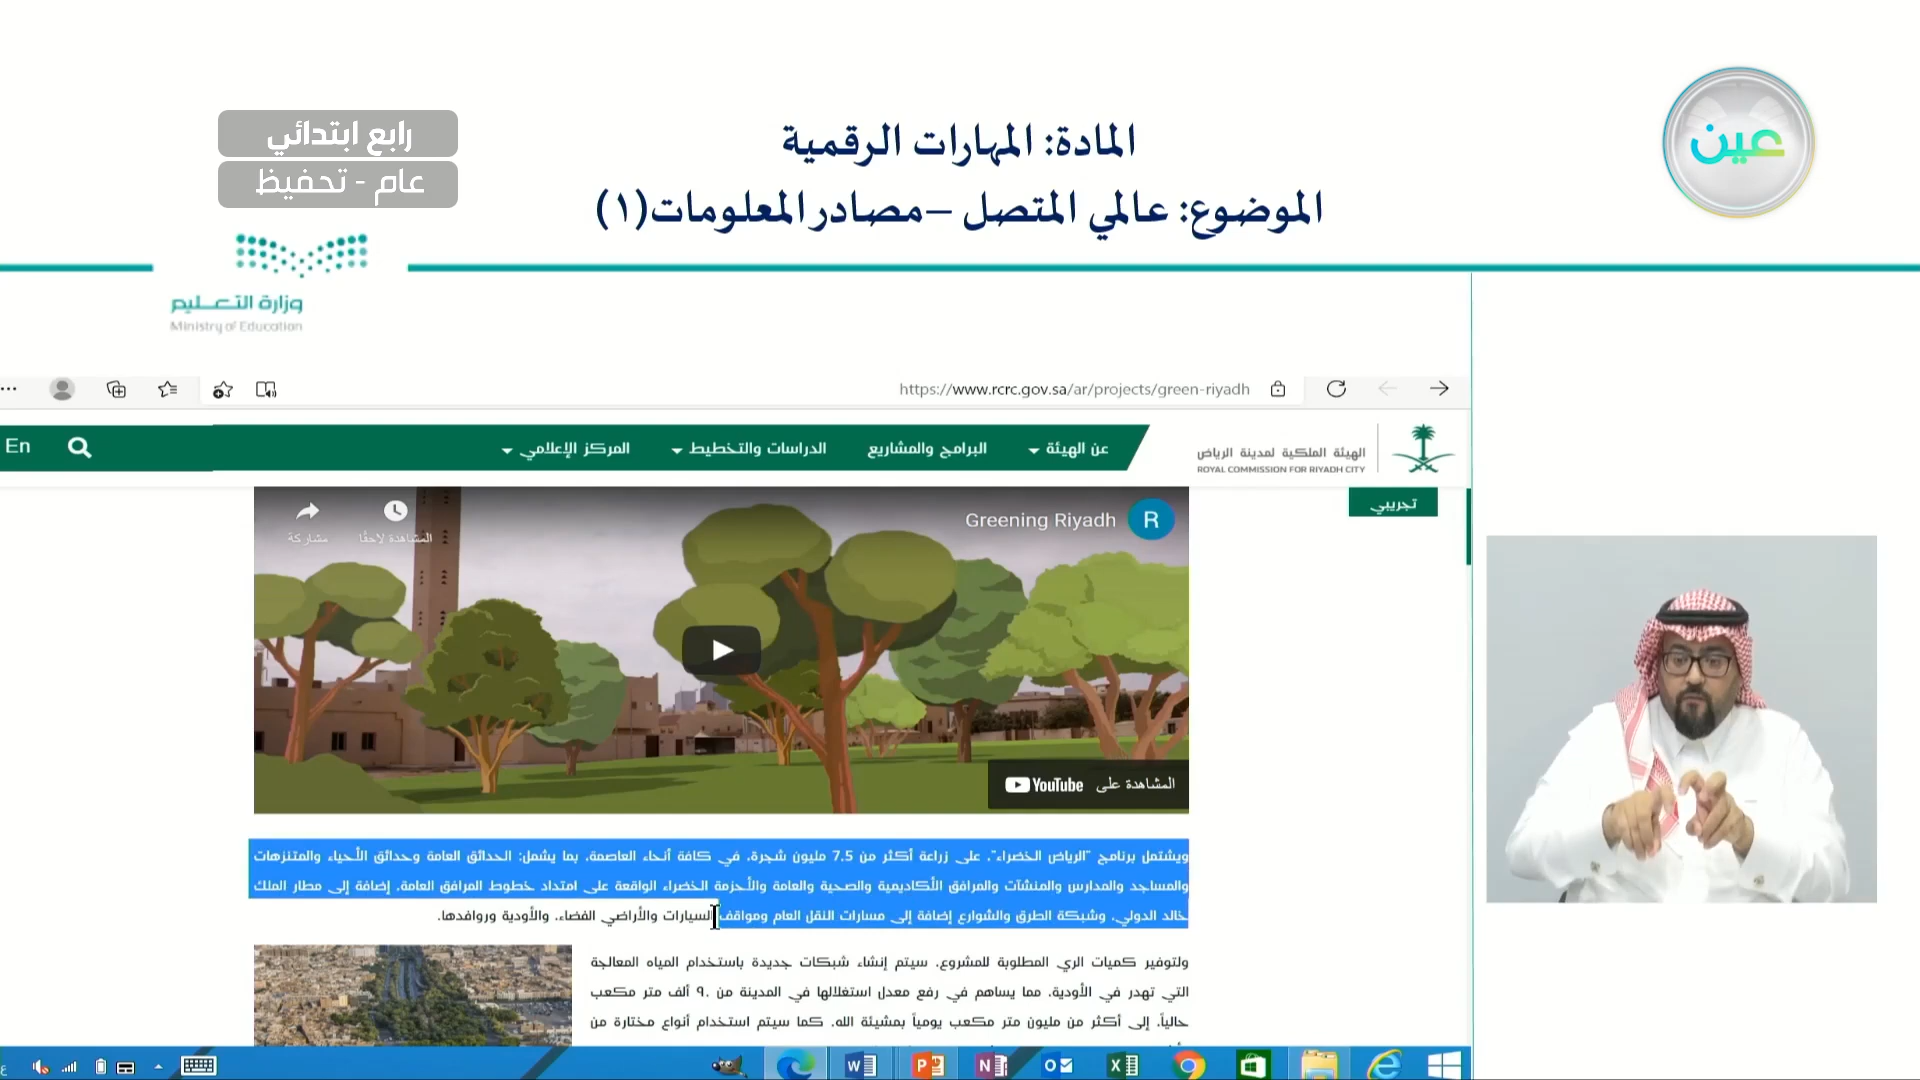 رابع ابتدائي
عام - تحفيظ
المادة: المهارات الرقمية
الموضوع: عالمي المتصل –مصادر المعلومات(١)
عين
وزارة التعليم
Ministry of Education
https://www.rcrc.gov.sa/ar/projects/green-riyadh
الهيئة الملكية لمدينة الرياض
ROYAL COMMISSION FOR RIYADH CITY
عن الهيئة
البرامج والمشاريع
الدراسات والتخطيط
المركز الإعلامي
En
تجريبي
R
Greening Riyadh
المشاهدة لاحقًا
مشاركة
المشاهدة على YouTube
ويشتمل برنامج "الرياض الخضراء"، على زراعة أكثر من 7.5 مليون شجرة، في كافة أنحاء العاصمة، بما يشمل: الحدائق العامة وحدائق الأحياء والمتنزهات
والمساجد والمدارس والمنشآت والمرافق الأكاديمية والصحية والعامة والأحزمة الخضراء الواقعة على امتداد خطوط المرافق العامة، إضافة إلى مطار الملك
خالد الدولي، وشبكة الطرق والشوارع إضافة إلى مسارات النقل العام ومواقف السيارات والأراضي الفضاء، والأودية وروافدها.
ولتوفير كميات الري المطلوبة للمشروع، سيتم إنشاء شبكات جديدة باستخدام المياه المعالجة
التي تهدر في الأودية، مما يساهم في رفع معدل استغلالها في المدينة من ٩٠ ألف متر مكعب
حالياً، إلى أكثر من مليون متر مكعب يومياً بمشيئة الله، كما سيتم استخدام أنواع مختارة من